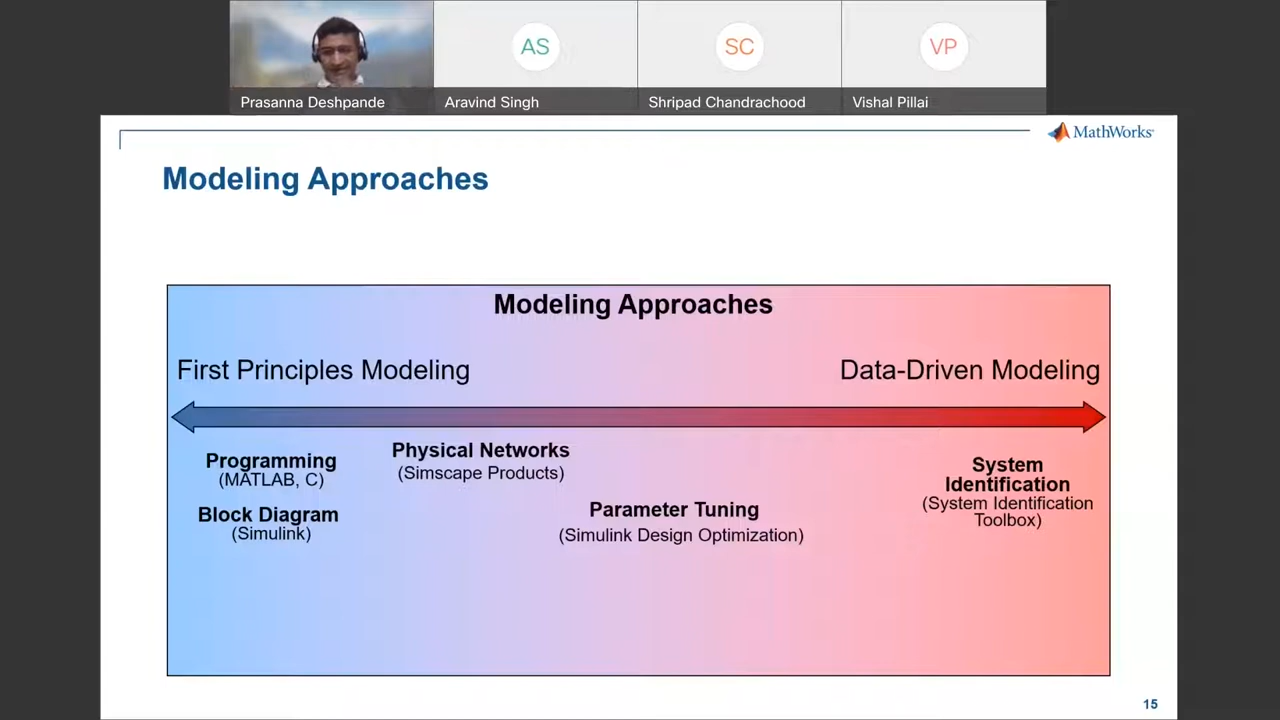 AS
SC
VP
Prasanna Deshpande
Aravind Singh
Shripad Chandrachood
Vishal Pillai
MathWorks
Modeling Approaches
Modeling Approaches
First Principles Modeling
Data-Driven Modeling
Programming
(MATLAB, C)
Block Diagram
(Simulink)
Physical Networks
(Simscape Products)
Parameter Tuning
(Simulink Design Optimization)
System
Identification
(System Identification
Toolbox)
15